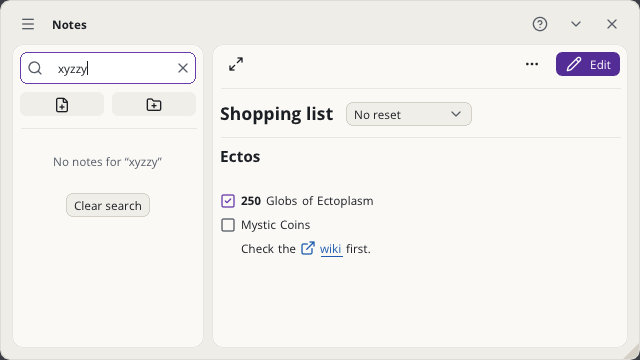 Notes
xyzzy
No notes for “xyzzy”
Clear search
Edit
Shopping list
No reset
Ectos
250 Globs of Ectoplasm
Mystic Coins
Check the wiki first.